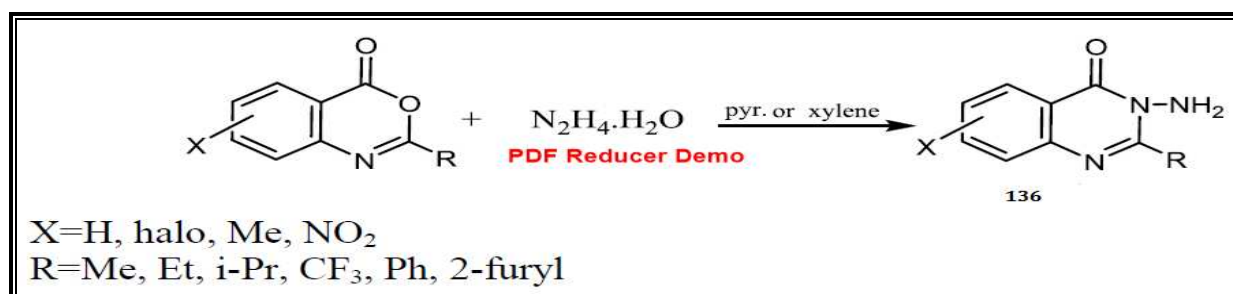 O
O
N
R
X
+ N₂H₄.H₂O
pyr. or xylene
O
N–NH₂
N
R
X
PDF Reducer Demo
136
X=H, halo, Me, NO₂
R=Me, Et, i-Pr, CF₃, Ph, 2-furyl